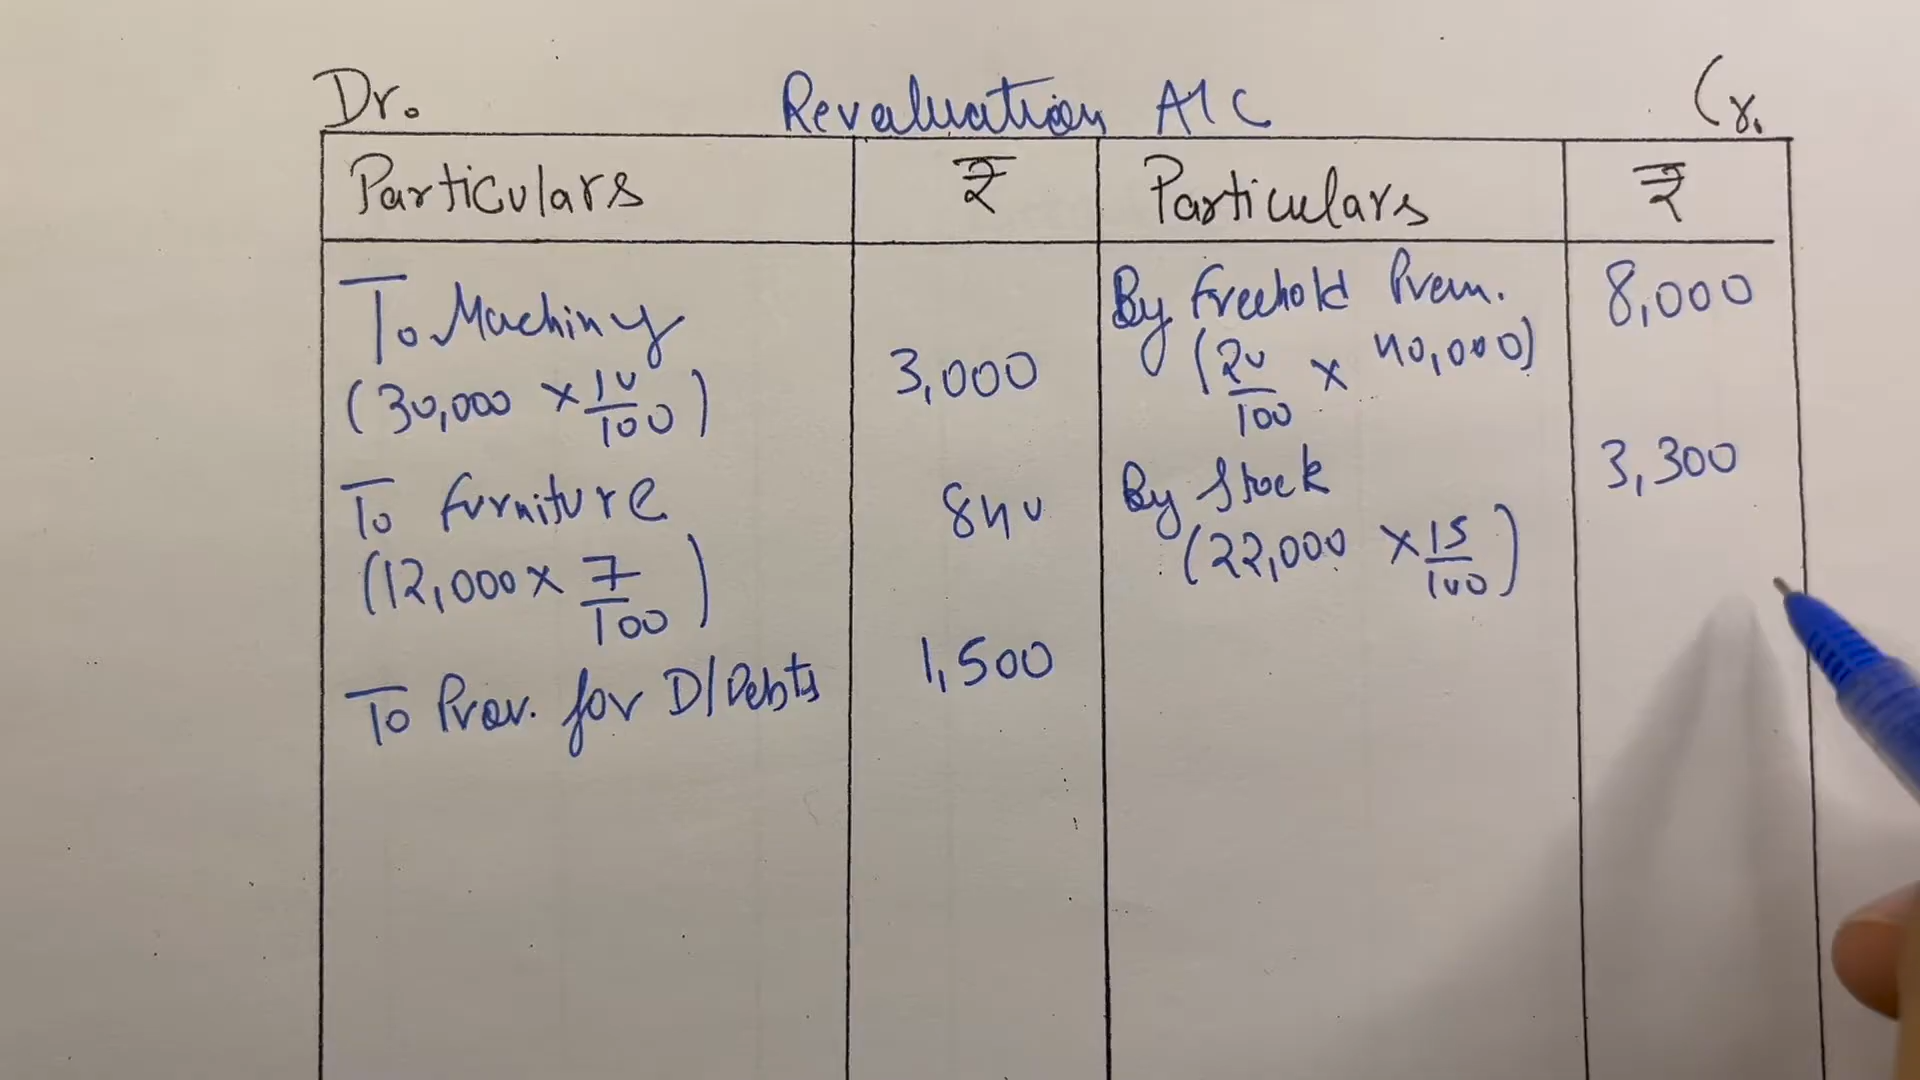 Dr. Revaluation A/C Cr.
Particulars ₹ Particulars ₹
To Machiny
(30,000 × 10/100) 3,000
To furniture 840
(12,000 × 7/100)
To Prov. for D/Debts 1,500
By Freehold Prem. 8,000
(20/100 × 40,000)
By Stock 3,300
(22,000 × 15/100)